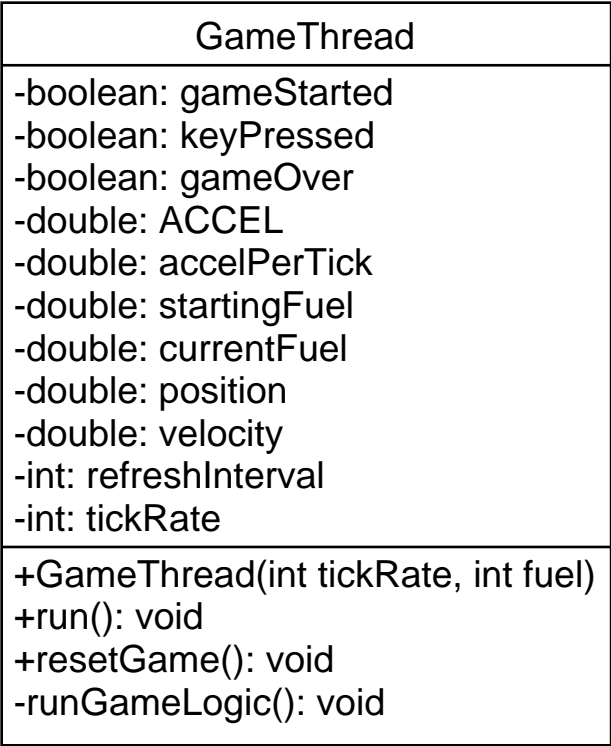 GameThread
-boolean: gameStarted
-boolean: keyPressed
-boolean: gameOver
-double: ACCEL
-double: accelPerTick
-double: startingFuel
-double: currentFuel
-double: position
-double: velocity
-int: refreshInterval
-int: tickRate
+GameThread(int tickRate, int fuel)
+run(): void
+resetGame(): void
-runGameLogic(): void